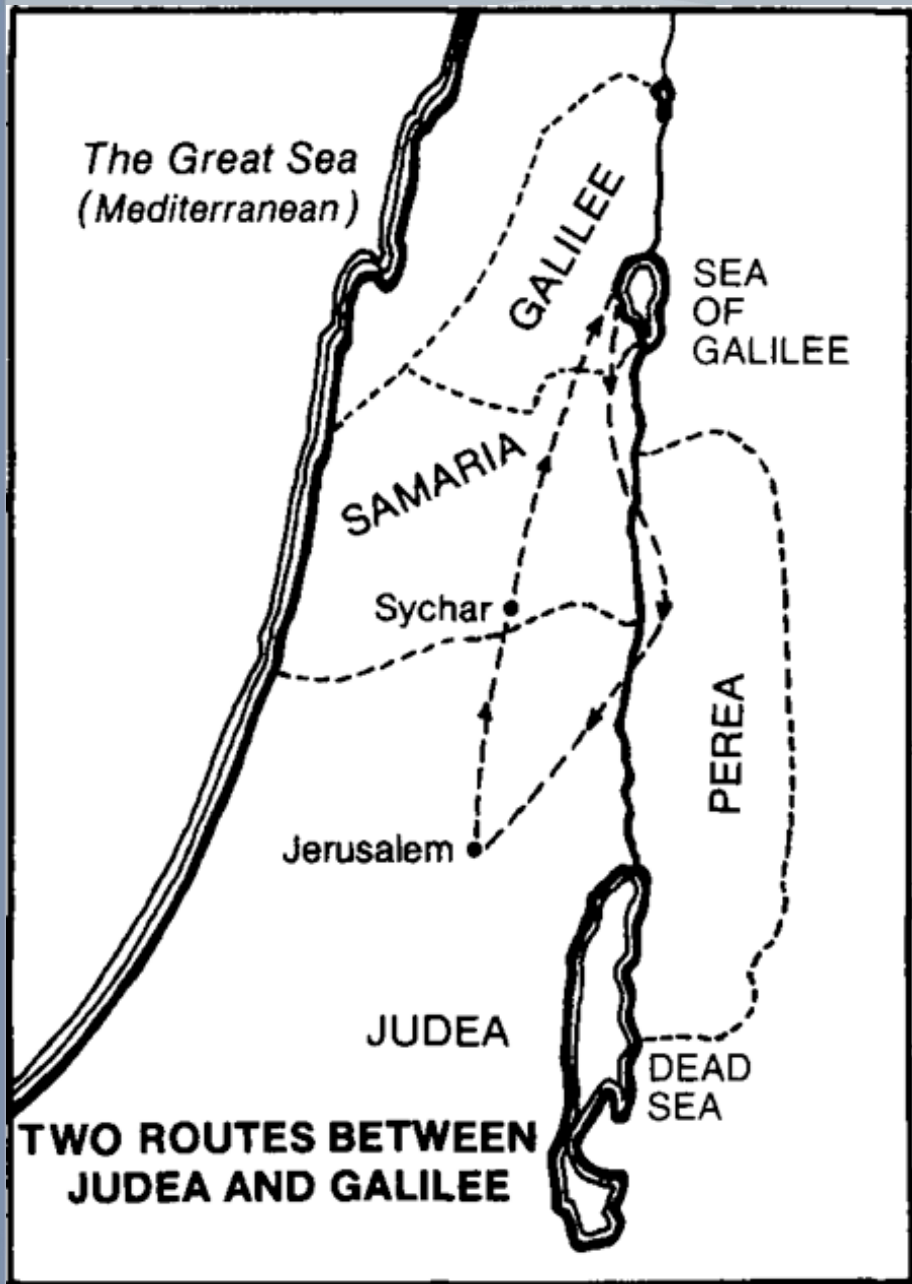 The Great Sea
(Mediterranean)
GALILEE
SEA
OF
GALILEE
SAMARIA
Sychar
PEREA
Jerusalem
JUDEA
DEAD
SEA
TWO ROUTES BETWEEN
JUDEA AND GALILEE